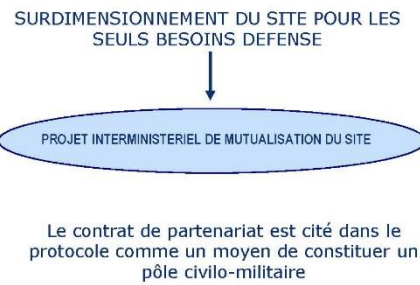 SURDIMENSIONNEMENT DU SITE POUR LES
SEULS BESOINS DEFENSE
PROJET INTERMINISTERIEL DE MUTUALISATION DU SITE
Le contrat de partenariat est cité dans le
protocole comme un moyen de constituer un
pôle civilo-militaire